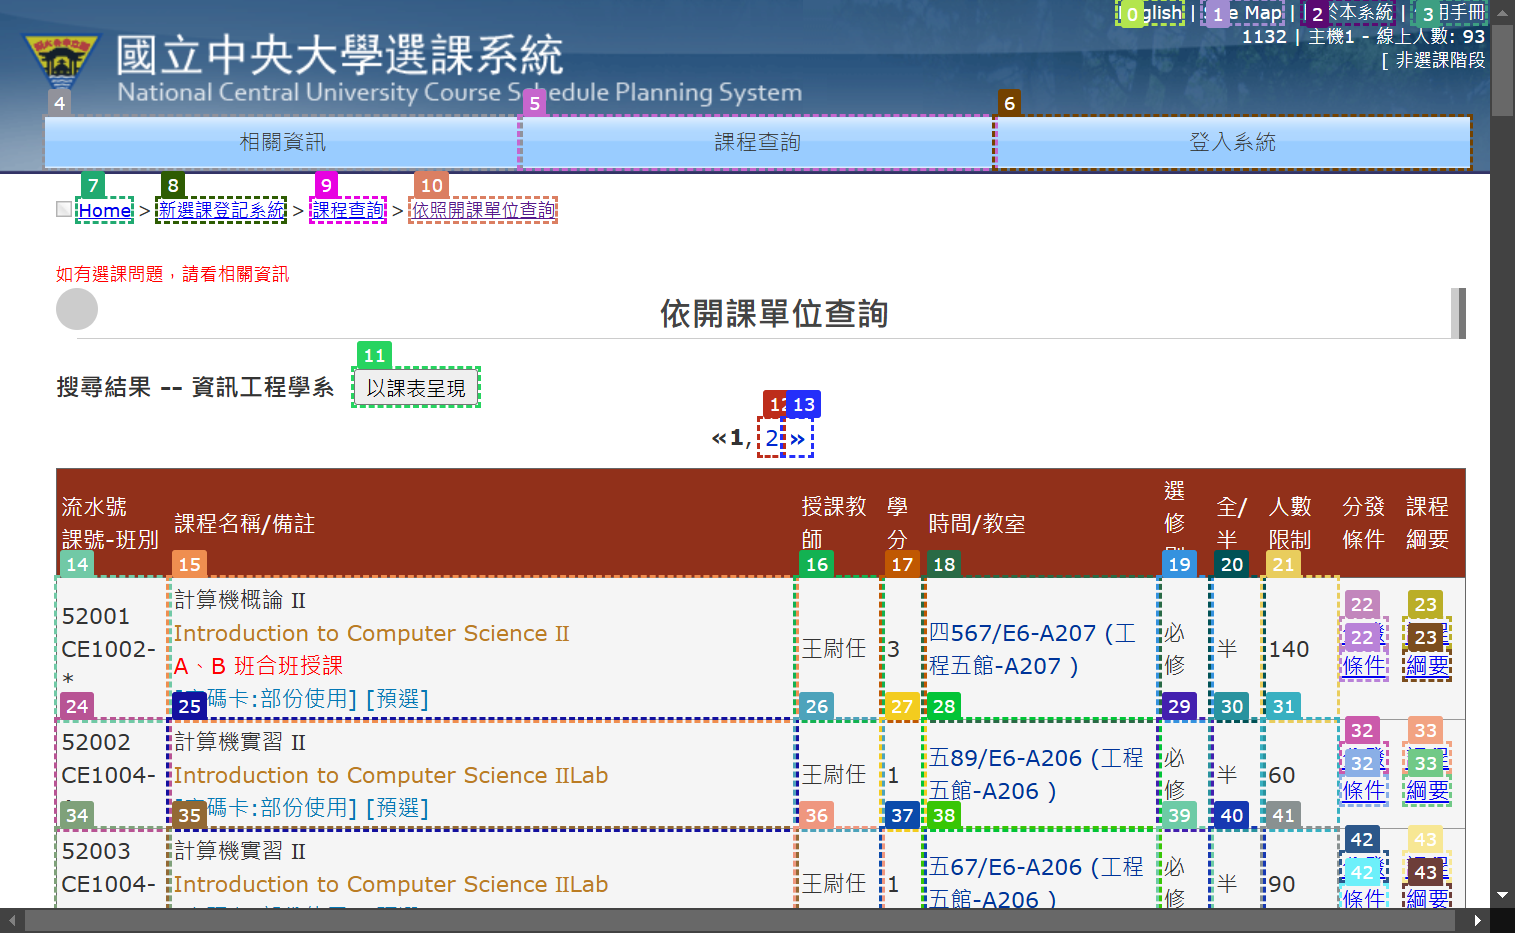 English | Site Map | 關於本系統 | 使用手冊
0 1 2 3
1132 | 主機1 - 線上人數: 93
[ 非選課階段
國立中央大學選課系統
National Central University Course Schedule Planning System
4 5 6
相關資訊 課程查詢 登入系統
7 8 9 10
Home > 新選課登記系統 > 課程查詢 > 依照開課單位查詢
如有選課問題，請看相關資訊
依開課單位查詢
11
搜尋結果 -- 資訊工程學系 以課表呈現
12 13
«1, 2 »
流水號
課號-班別
課程名稱/備註
授課教
師
學
分
時間/教室
選
修
全/
半
人數
限制
分發
條件
課程
綱要
14 15 16 17 18 19 20 21 22 23
52001
CE1002-
*
計算機概論 II
Introduction to Computer Science II
A、B 班合班授課
碼卡:部份使用] [預選]
王尉任
3
四567/E6-A207 (工
程五館-A207 )
必
修
半
140
22
條件
23
綱要
24 25 26 27 28 29 30 31 32 33
52002
CE1004-
計算機實習 II
Introduction to Computer Science IILab
碼卡:部份使用] [預選]
王尉任
1
五89/E6-A206 (工程
五館-A206 )
必
修
半
60
32
條件
33
綱要
34 35 36 37 38 39 40 41 42 43
52003
CE1004-
計算機實習 II
Introduction to Computer Science IILab
王尉任
1
五67/E6-A206 (工程
五館-A206 )
必
修
半
90
42
條件
43
綱要